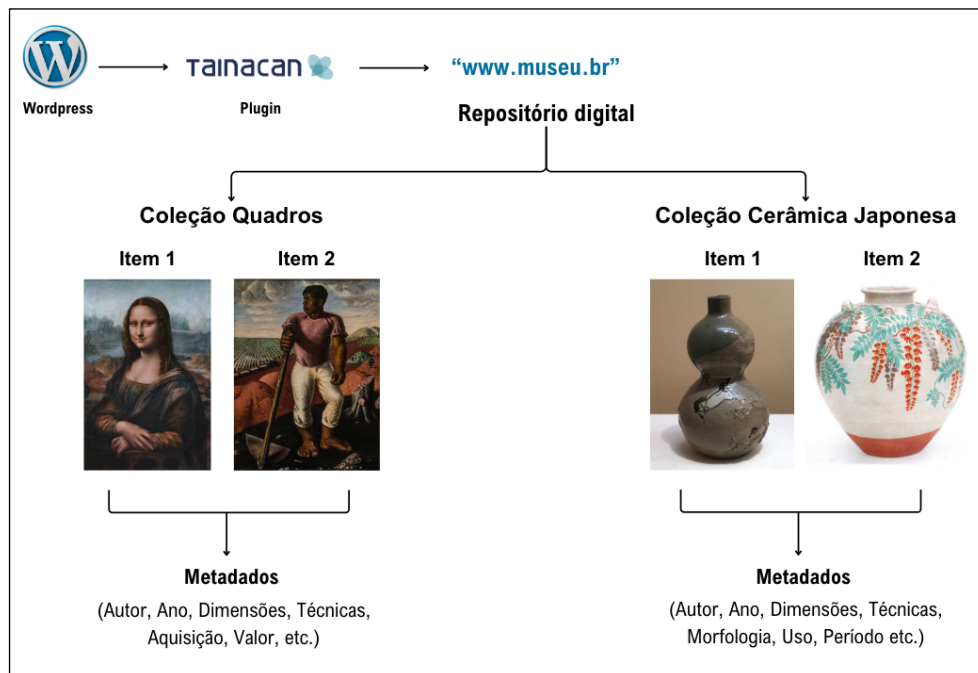 W
TAINACAN
“www.museu.br”
Wordpress
Plugin
Repositório digital
Coleção Quadros
Coleção Cerâmica Japonesa
Item 1
Item 2
Item 1
Item 2
Metadados
(Autor, Ano, Dimensões, Técnicas,
Aquisição, Valor, etc.)
Metadados
(Autor, Ano, Dimensões, Técnicas,
Morfologia, Uso, Período etc.)